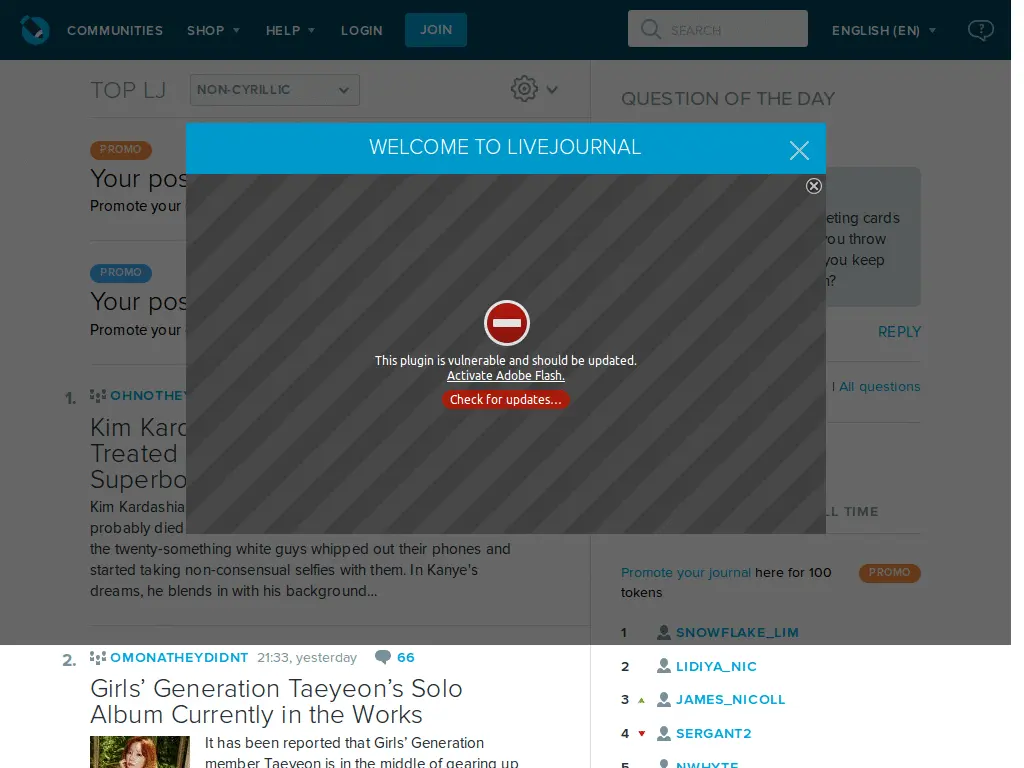 COMMUNITIES SHOP HELP LOGIN JOIN SEARCH ENGLISH (EN) ?
TOP LJ NON-CYRILLIC
QUESTION OF THE DAY
WELCOME TO LIVEJOURNAL
PROMO
Your pos
Promote your
PROMO
Your pos
Promote your
This plugin is vulnerable and should be updated.
Activate Adobe Flash.
Check for updates...
eting cards
you throw
you keep
?
REPLY
| All questions
1. OHNOTHEY
Kim Kard
Treated
Superbo
Kim Kardashia
probably died
the twenty-something white guys whipped out their phones and
started taking non-consensual selfies with them. In Kanye's
dreams, he blends in with his background...
2. OMONATHEYDIDNT 21:33, yesterday 66
Girls' Generation Taeyeon's Solo
Album Currently in the Works
It has been reported that Girls' Generation
member Taeyeon is in the middle of gearing up
LL TIME
Promote your journal here for 100 PROMO
tokens
1 SNOWFLAKE_LIM
2 LIDIYA_NIC
3 JAMES_NICOLL
4 SERGANT2
5 NWHYTE